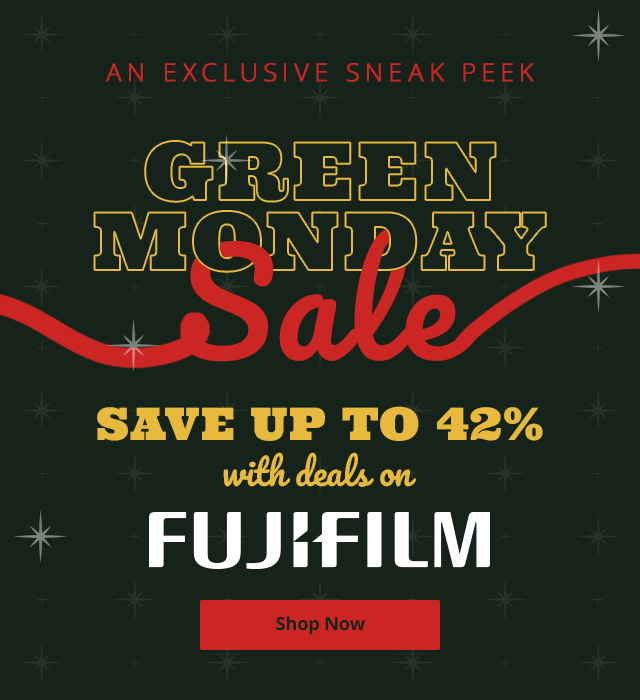 AN EXCLUSIVE SNEAK PEEK
GREEN
MONDAY
Sale
SAVE UP TO 42%
with deals on
FUJIFILM
Shop Now